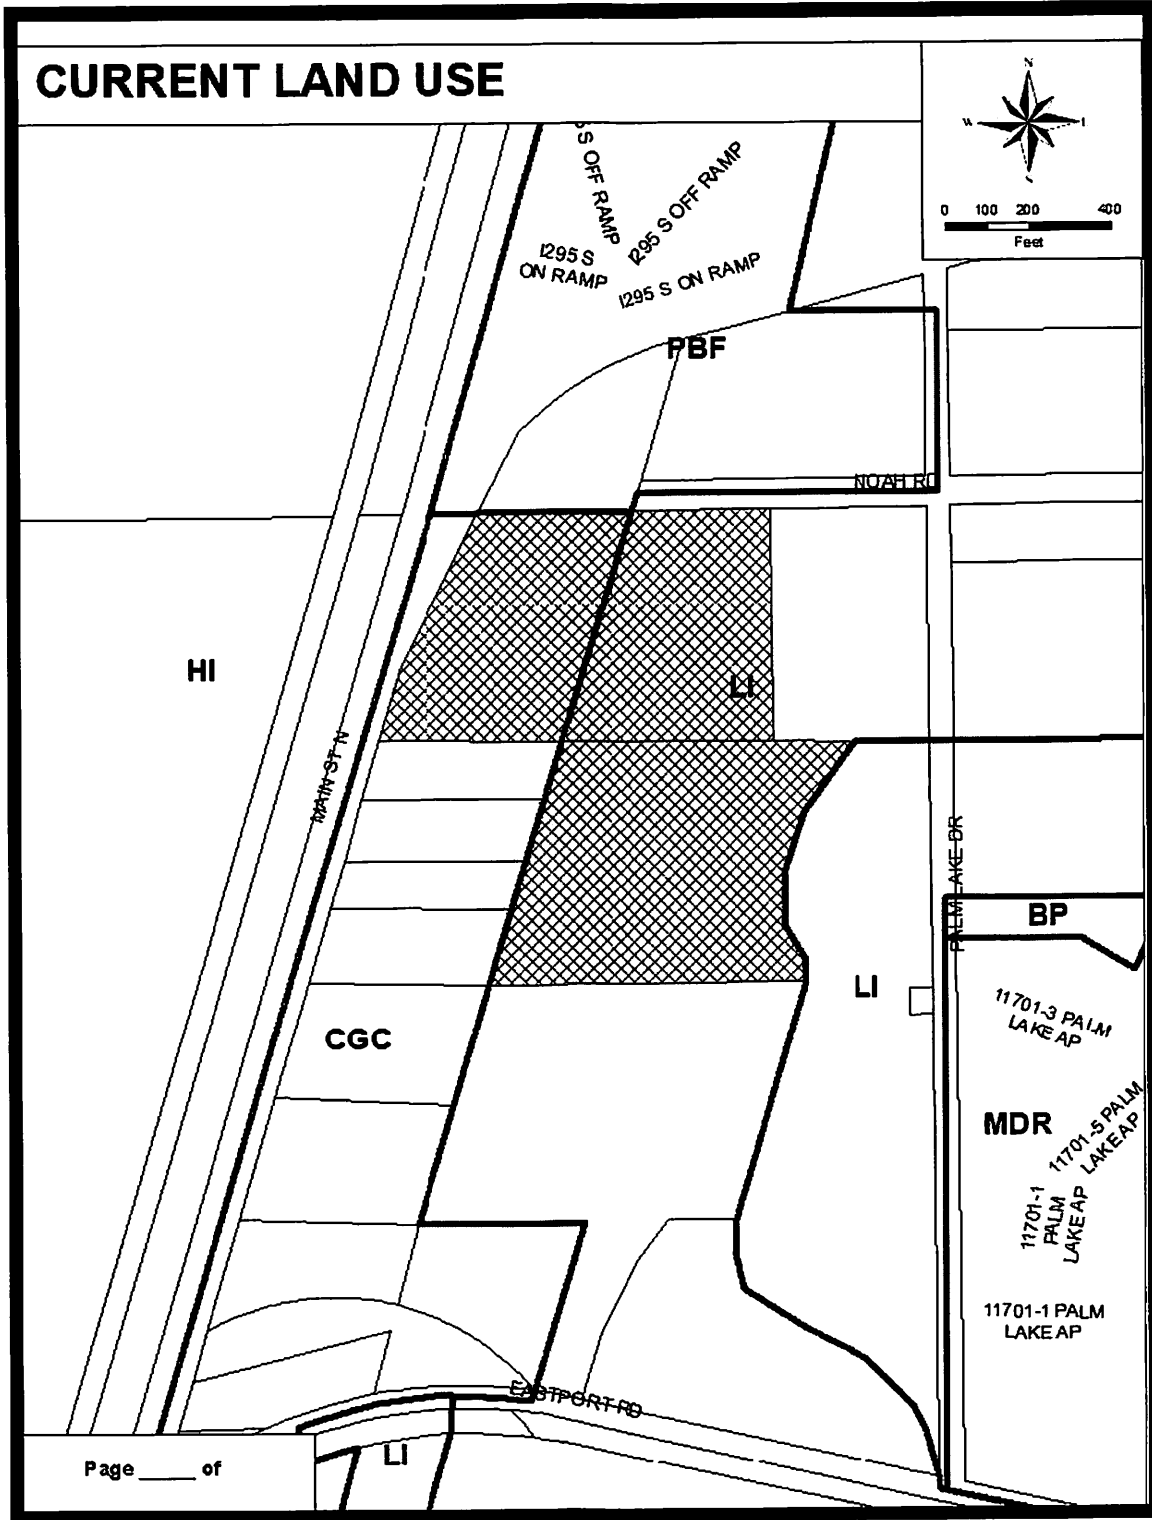 CURRENT LAND USE
N
W
0 100 200 400
Feet
S OFF RAMP
I295 S OFF RAMP
I295 S
ON RAMP
I295 S ON RAMP
PBF
NOAH RD
HI
LI
MAIN ST N
PALM LAKE DR
BP
LI
11701-3 PALM
LAKE AP
CGC
MDR
11701-5 PALM
LAKE AP
11701-1
PALM
LAKE AP
11701-1 PALM
LAKE AP
EASTPORT RD
LI
Page _____ of